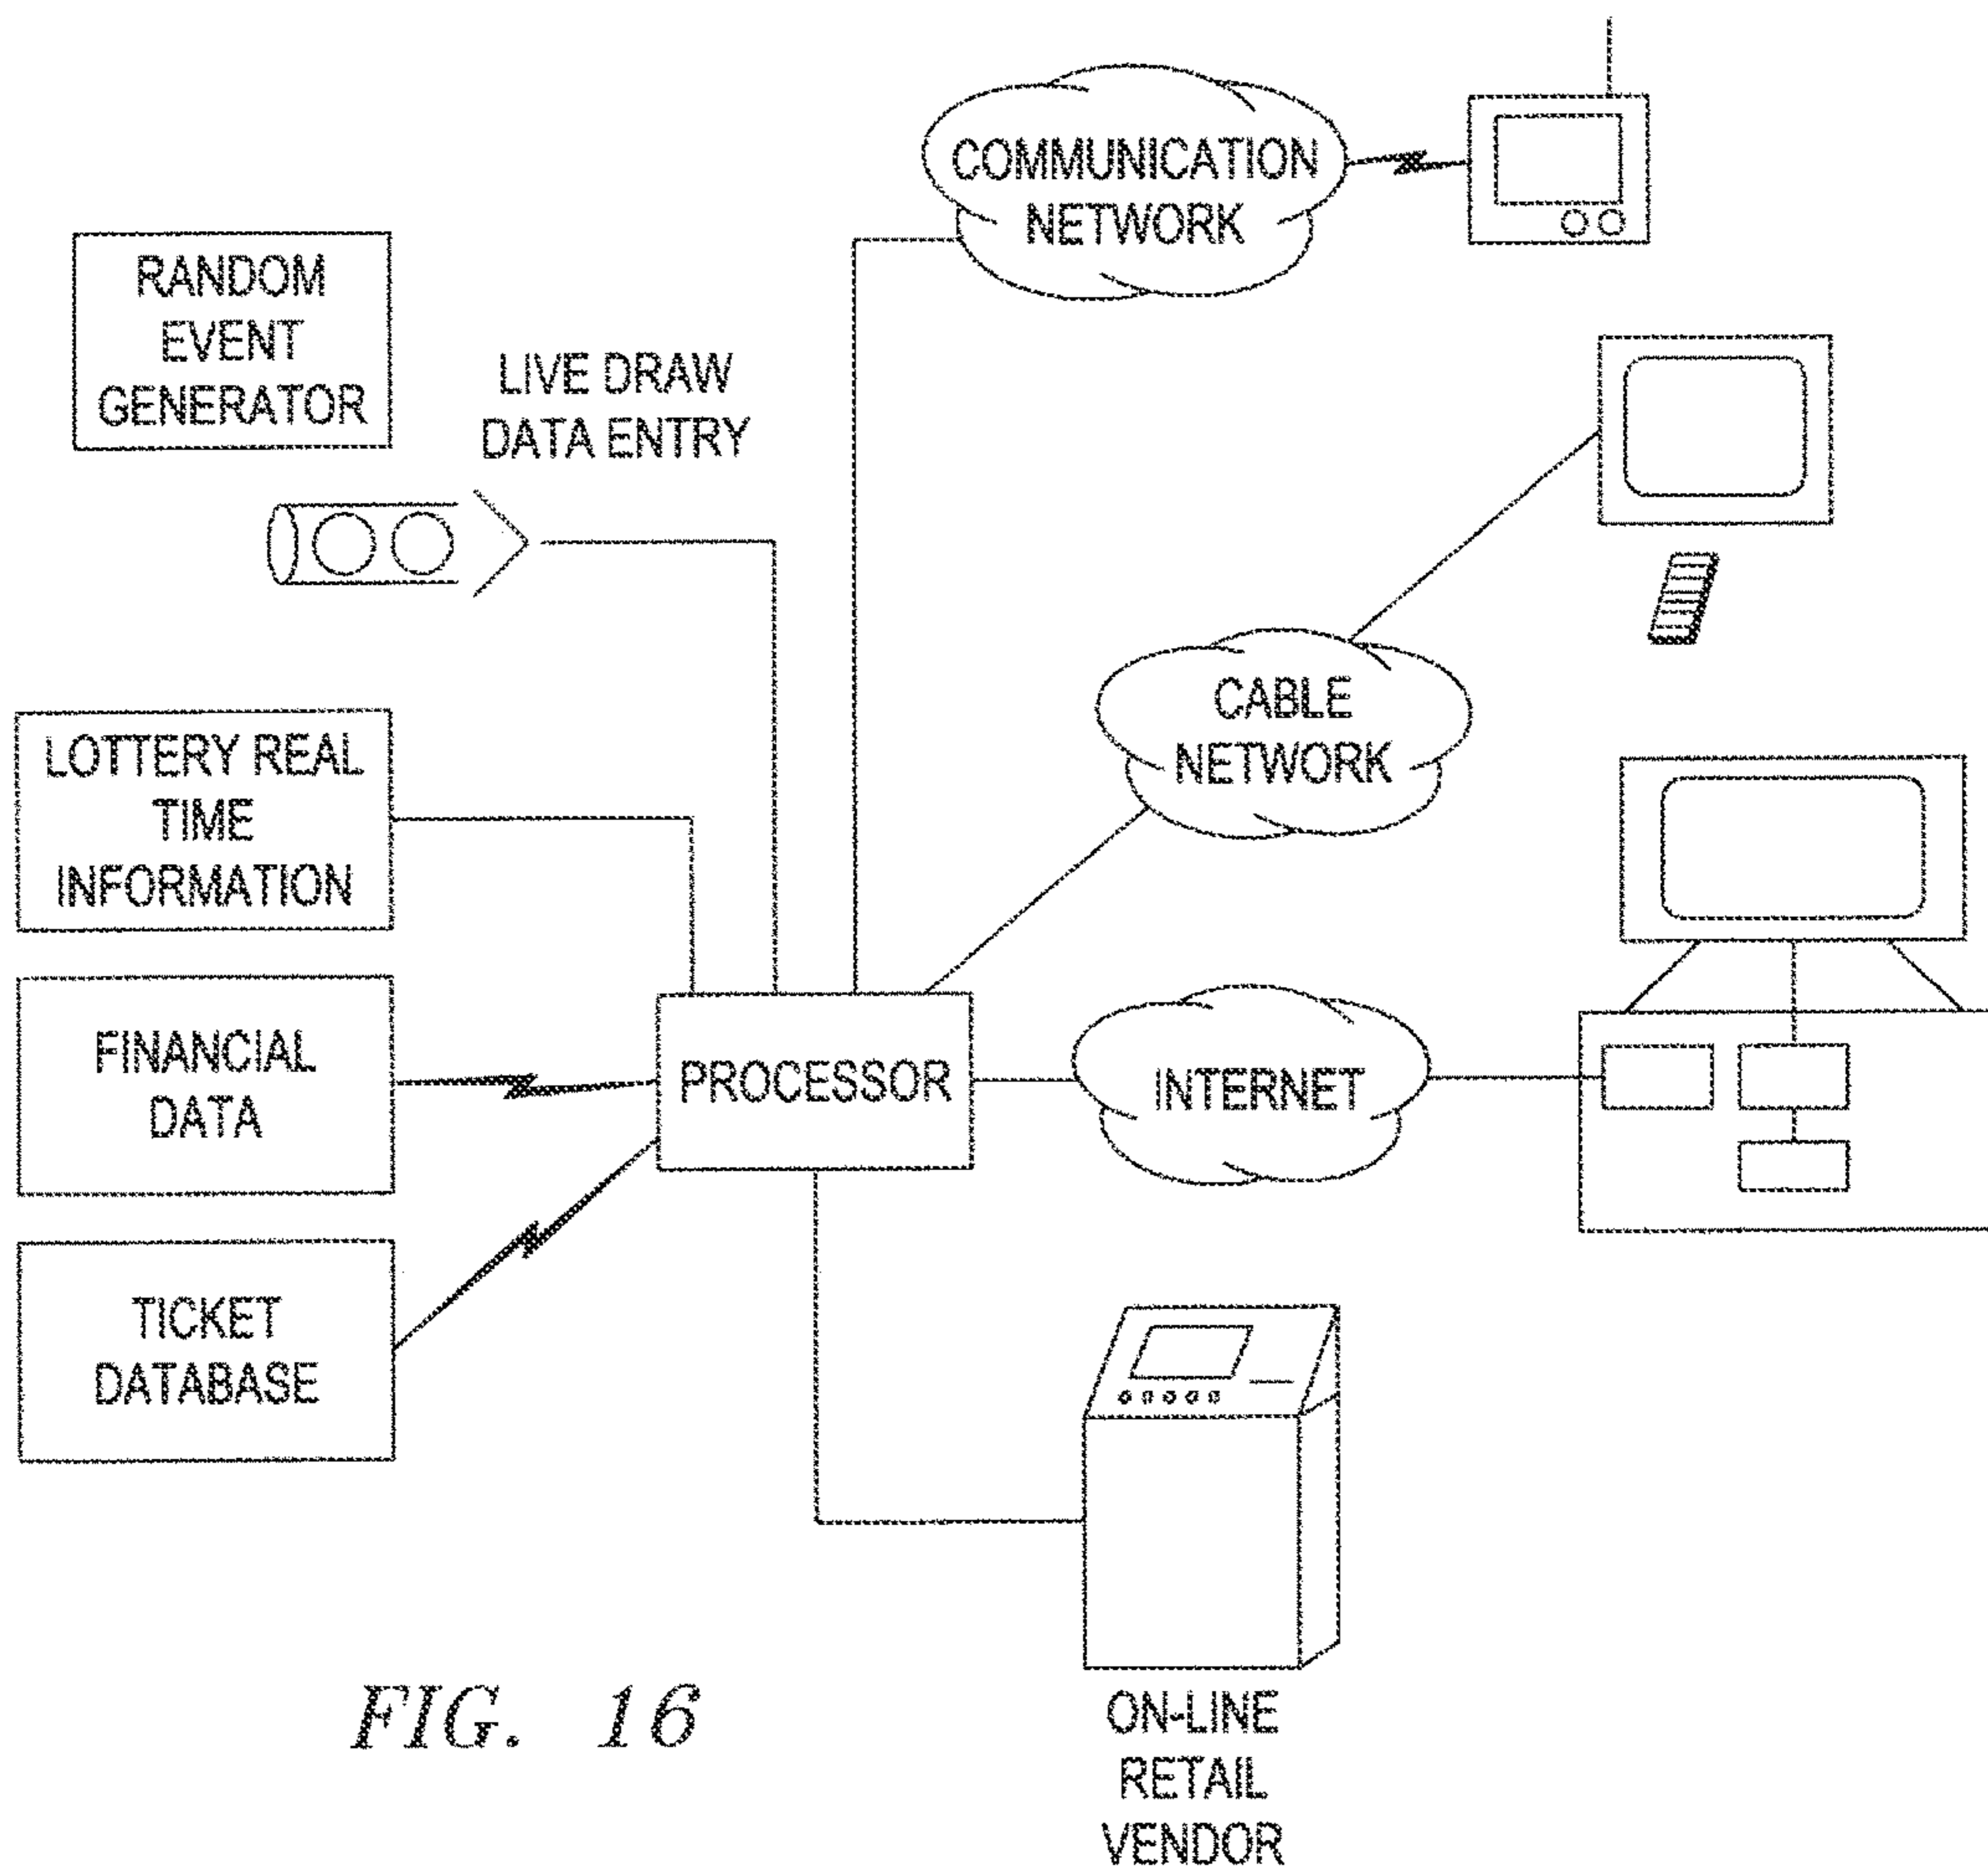 COMMUNICATION
NETWORK
RANDOM
EVENT
GENERATOR
LIVE DRAW
DATA ENTRY
CABLE
NETWORK
LOTTERY REAL
TIME
INFORMATION
FINANCIAL
DATA
PROCESSOR
INTERNET
TICKET
DATABASE
ON-LINE
RETAIL
VENDOR
FIG. 16